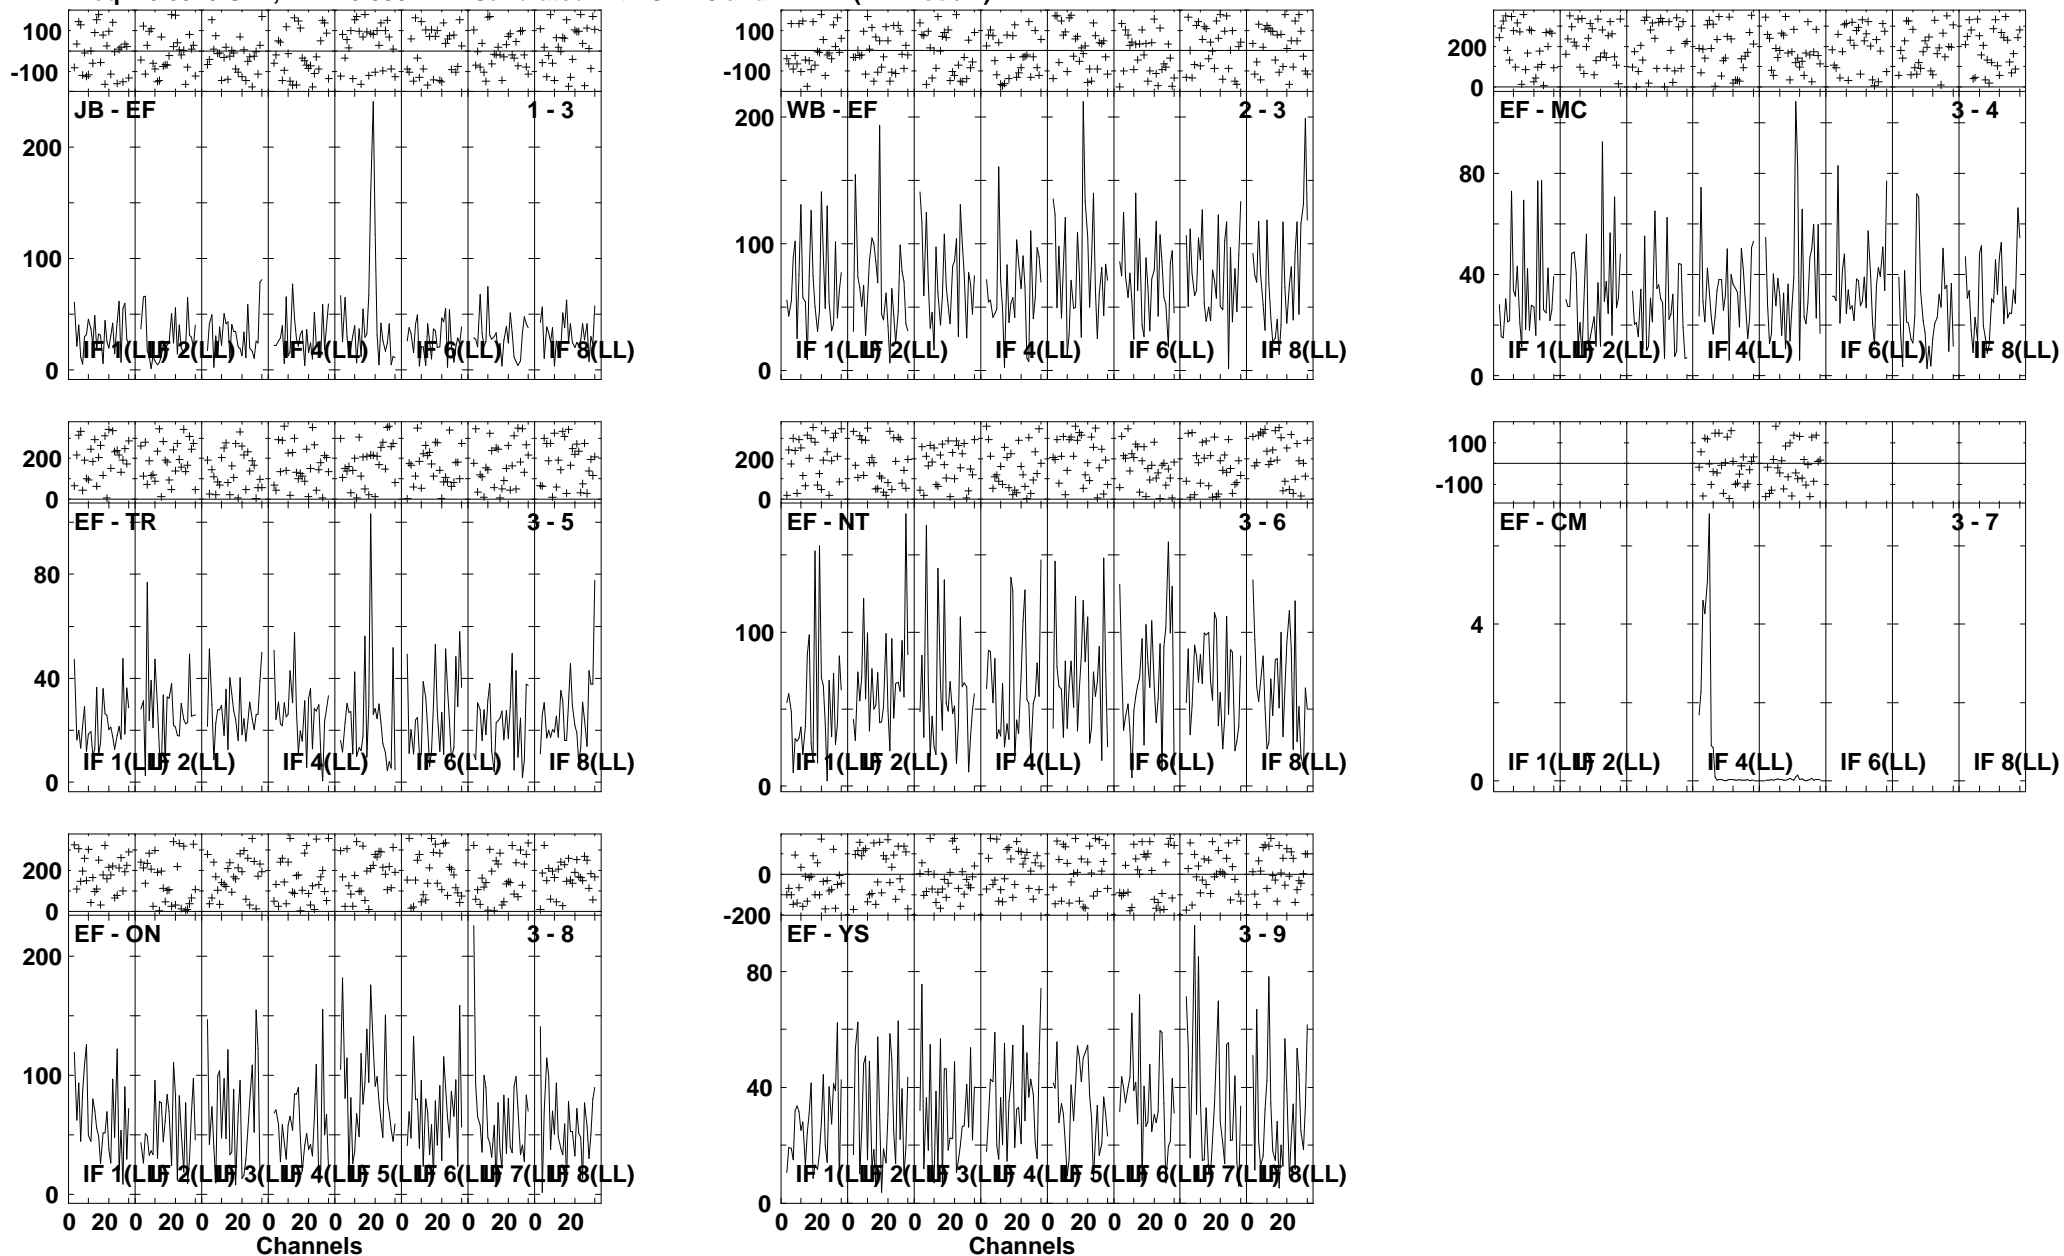 100
-100
JB - EF 1 - 3
200
100
0
IF 1(LL) IF 2(LL) IF 4(LL) IF 6(LL) IF 8(LL)
100
-100
WB - EF 2 - 3
200
100
0
IF 1(LL) IF 2(LL) IF 4(LL) IF 6(LL) IF 8(LL)
200
0
EF - MC 3 - 4
80
40
0
IF 1(LL) IF 2(LL) IF 4(LL) IF 6(LL) IF 8(LL)
200
0
EF - TR 3 - 5
80
40
0
IF 1(LL) IF 2(LL) IF 4(LL) IF 6(LL) IF 8(LL)
200
0
EF - NT 3 - 6
100
0
IF 1(LL) IF 2(LL) IF 4(LL) IF 6(LL) IF 8(LL)
100
-100
EF - CM 3 - 7
4
0
IF 1(LL) IF 2(LL) IF 4(LL) IF 6(LL) IF 8(LL)
200
0
EF - ON 3 - 8
200
100
0
IF 1(LL) IF 2(LL) IF 3(LL) IF 4(LL) IF 5(LL) IF 6(LL) IF 7(LL) IF 8(LL)
0 20 0 20 0 20 0 20 0 20 0 20 0 20 0 20
Channels
0
-200
EF - YS 3 - 9
80
40
0
IF 1(LL) IF 2(LL) IF 3(LL) IF 4(LL) IF 5(LL) IF 6(LL) IF 7(LL) IF 8(LL)
0 20 0 20 0 20 0 20 0 20 0 20 0 20 0 20
Channels